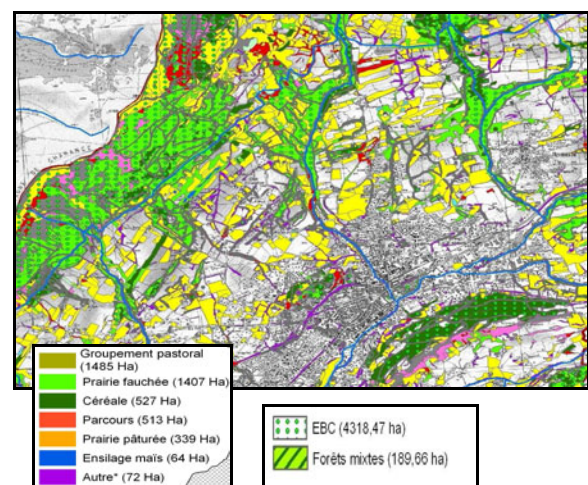 CHARANCE
Groupement pastoral
(1485 Ha)
Prairie fauchée (1407 Ha)
Céréale (527 Ha)
Parcours (513 Ha)
Prairie pâturée (339 Ha)
Ensilage maïs (64 Ha)
Autre* (72 Ha)
EBC (4318,47 ha)
Forêts mixtes (189,66 ha)